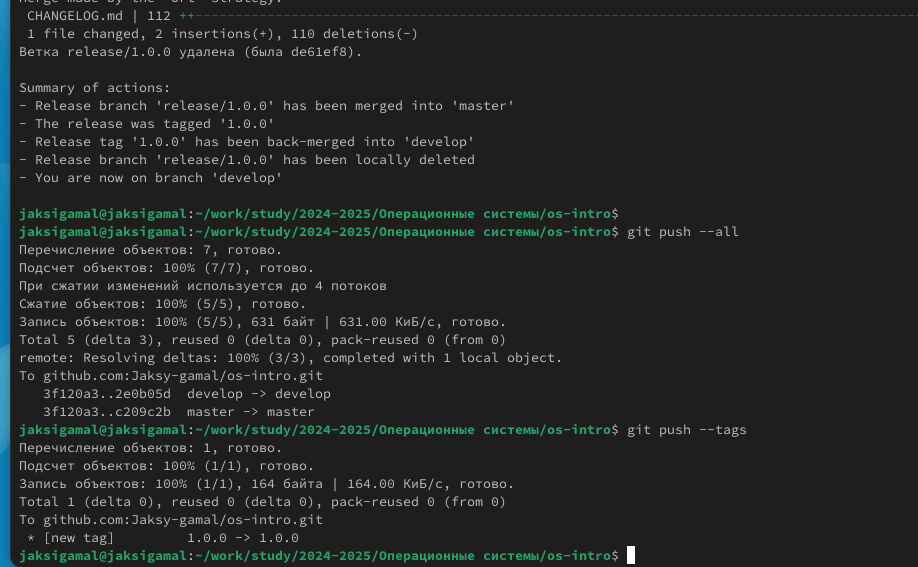 CHANGELOG.md | 112 ++------------------------------------------------------------------------------------------
1 file changed, 2 insertions(+), 110 deletions(-)
Ветка release/1.0.0 удалена (была de61ef8).
Summary of actions:
- Release branch 'release/1.0.0' has been merged into 'master'
- The release was tagged '1.0.0'
- Release tag '1.0.0' has been back-merged into 'develop'
- Release branch 'release/1.0.0' has been locally deleted
- You are now on branch 'develop'
jaksigamal@jaksigamal:~/work/study/2024-2025/Операционные системы/os-intro$
jaksigamal@jaksigamal:~/work/study/2024-2025/Операционные системы/os-intro$ git push --all
Перечисление объектов: 7, готово.
Подсчет объектов: 100% (7/7), готово.
При сжатии изменений используется до 4 потоков
Сжатие объектов: 100% (5/5), готово.
Запись объектов: 100% (5/5), 631 байт | 631.00 КиБ/с, готово.
Total 5 (delta 3), reused 0 (delta 0), pack-reused 0 (from 0)
remote: Resolving deltas: 100% (3/3), completed with 1 local object.
To github.com:Jaksy-gamal/os-intro.git
3f120a3..2e0b05d  develop -> develop
3f120a3..c209c2b  master -> master
jaksigamal@jaksigamal:~/work/study/2024-2025/Операционные системы/os-intro$ git push --tags
Перечисление объектов: 1, готово.
Подсчет объектов: 100% (1/1), готово.
Запись объектов: 100% (1/1), 164 байта | 164.00 КиБ/с, готово.
Total 1 (delta 0), reused 0 (delta 0), pack-reused 0 (from 0)
To github.com:Jaksy-gamal/os-intro.git
* [new tag]         1.0.0 -> 1.0.0
jaksigamal@jaksigamal:~/work/study/2024-2025/Операционные системы/os-intro$